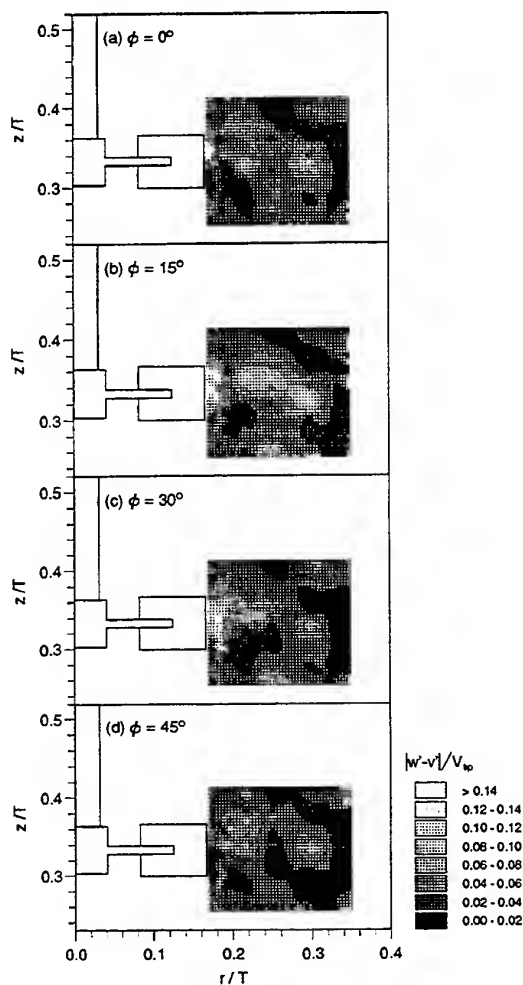 0.5
(a) ϕ = 0°
z/T
0.4
0.3
0.5
(b) ϕ = 15°
z/T
0.4
0.3
0.5
(c) ϕ = 30°
z/T
0.4
0.3
0.5
(d) ϕ = 45°
z/T
0.4
0.3
0.0 0.1 0.2 0.3 0.4
r/T
|w'-v'|/V_tip
> 0.14
0.12 - 0.14
0.10 - 0.12
0.08 - 0.10
0.06 - 0.08
0.04 - 0.06
0.02 - 0.04
0.00 - 0.02